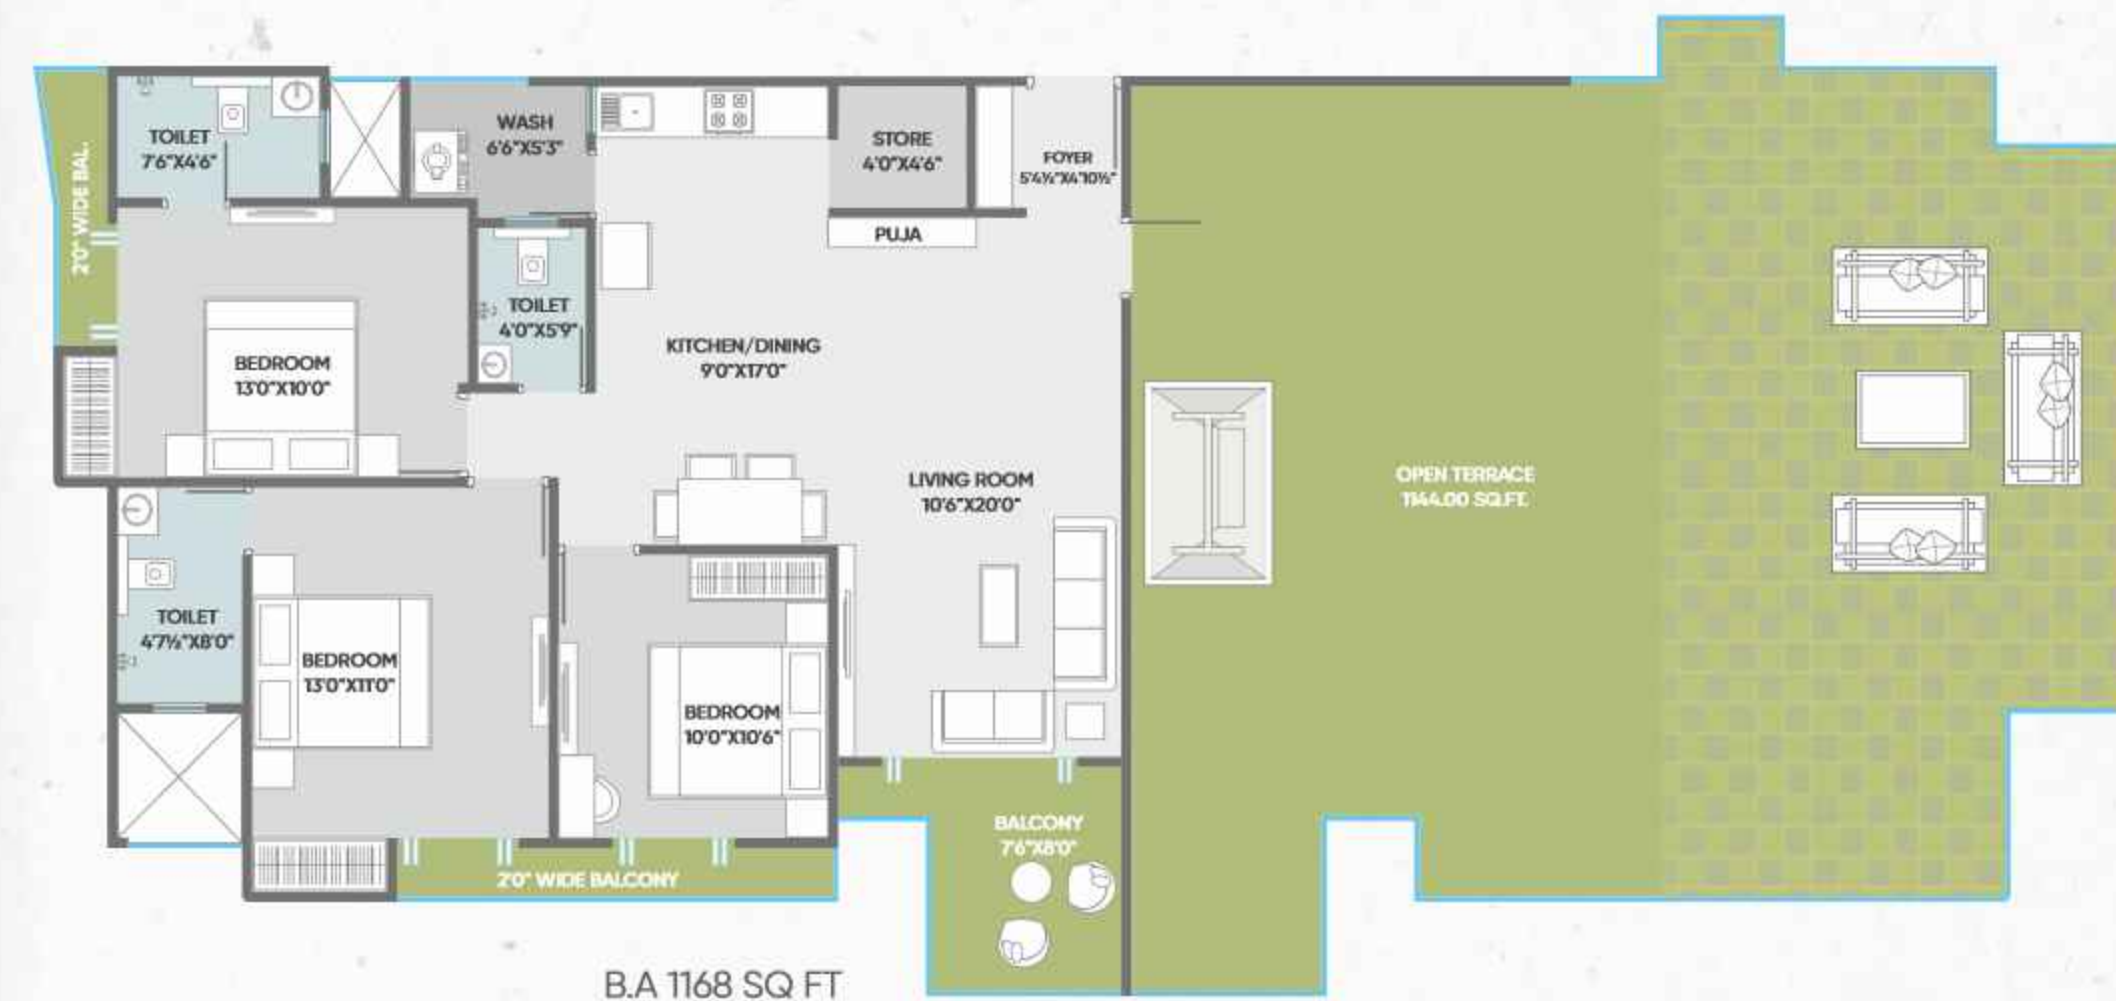 TOILET
7'6"X4'6"
2'0" WIDE BAL.
WASH
6'6"X5'3"
STORE
4'0"X4'6"
FOYER
5'4½"X4'10½"
PUJA
TOILET
4'0"X5'9"
BEDROOM
13'0"X10'0"
KITCHEN/DINING
9'0"X17'0"
LIVING ROOM
10'6"X20'0"
OPEN TERRACE
1144.00 SQ.FT.
TOILET
4'7½"X8'0"
BEDROOM
13'0"X11'0"
BEDROOM
10'0"X10'6"
BALCONY
7'6"X8'0"
2'0" WIDE BALCONY
B.A 1168 SQ FT